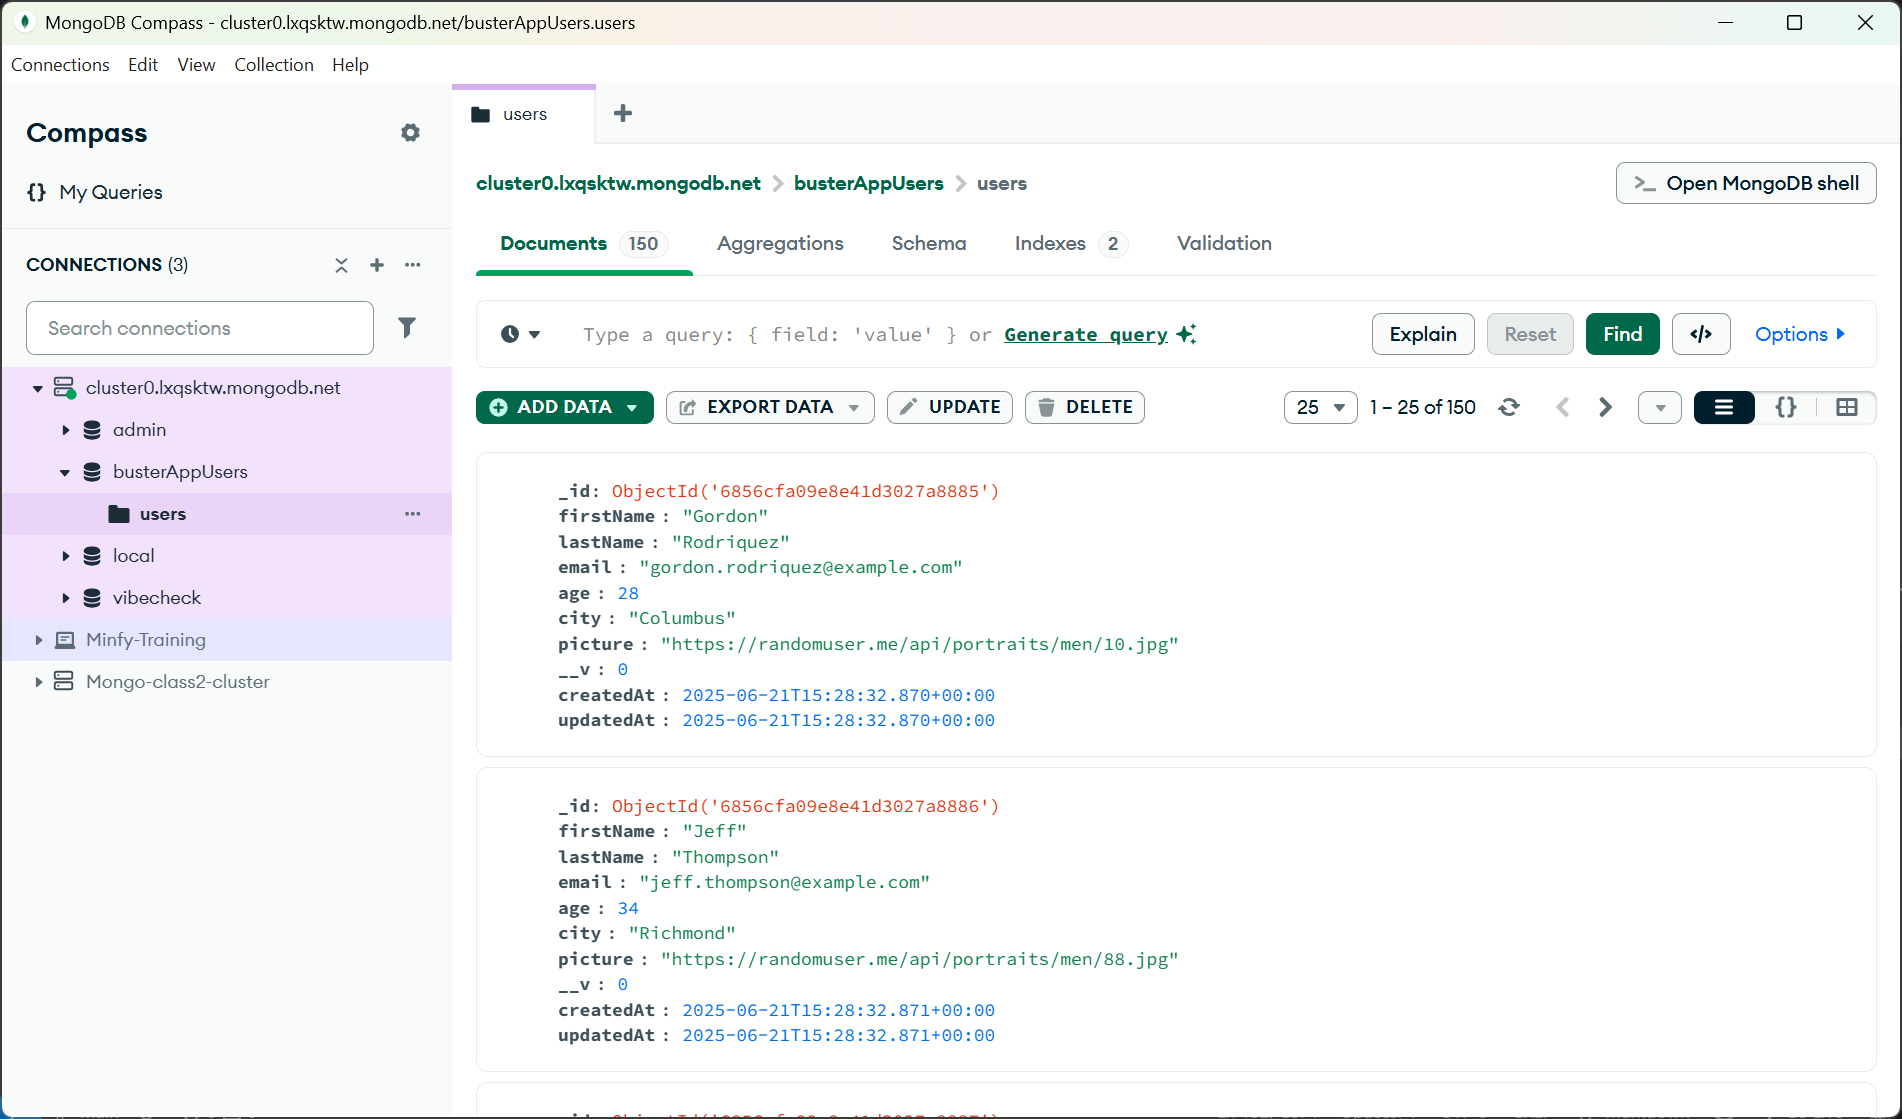 MongoDB Compass - cluster0.lxqsktw.mongodb.net/busterAppUsers.users
Connections Edit View Collection Help
Compass
{} My Queries
CONNECTIONS (3)
Search connections
cluster0.lxqsktw.mongodb.net
admin
busterAppUsers
users
local
vibecheck
Minfy-Training
Mongo-class2-cluster
users
cluster0.lxqsktw.mongodb.net > busterAppUsers > users
>_ Open MongoDB shell
Documents 150 Aggregations Schema Indexes 2 Validation
Type a query: { field: 'value' } or Generate query
Explain Reset Find </> Options
ADD DATA EXPORT DATA UPDATE DELETE
25 1 – 25 of 150 {}
_id: ObjectId('6856cfa09e8e41d3027a8885')
firstName : "Gordon"
lastName : "Rodriquez"
email : "gordon.rodriquez@example.com"
age : 28
city : "Columbus"
picture : "https://randomuser.me/api/portraits/men/10.jpg"
__v : 0
createdAt : 2025-06-21T15:28:32.870+00:00
updatedAt : 2025-06-21T15:28:32.870+00:00
_id: ObjectId('6856cfa09e8e41d3027a8886')
firstName : "Jeff"
lastName : "Thompson"
email : "jeff.thompson@example.com"
age : 34
city : "Richmond"
picture : "https://randomuser.me/api/portraits/men/88.jpg"
__v : 0
createdAt : 2025-06-21T15:28:32.871+00:00
updatedAt : 2025-06-21T15:28:32.871+00:00